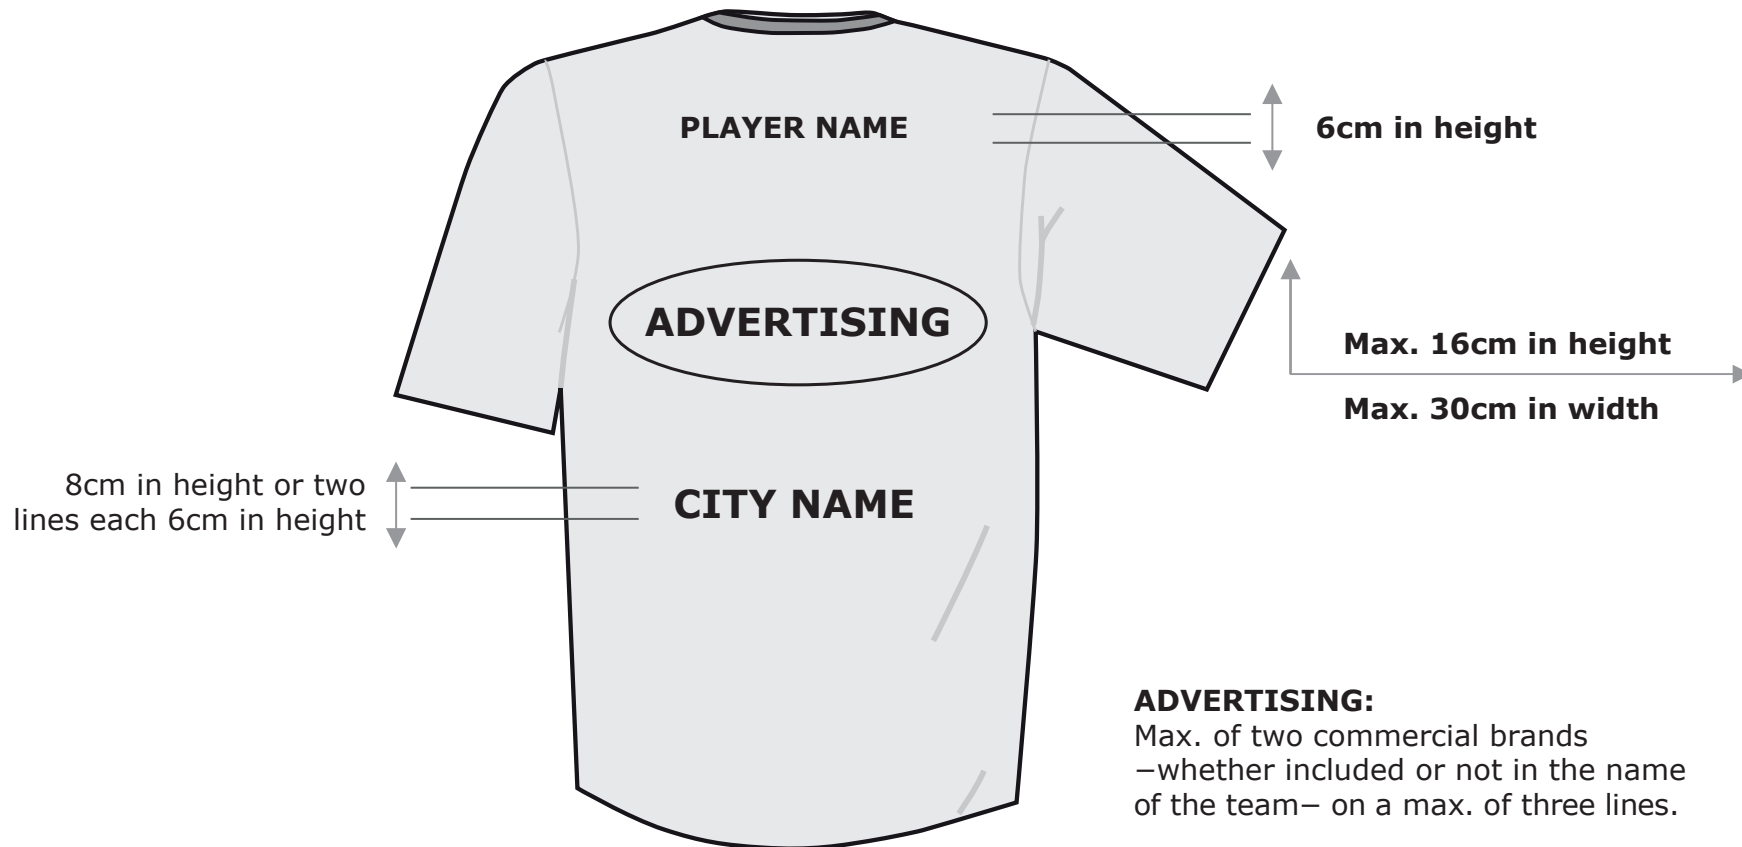 PLAYER NAME
6cm in height
ADVERTISING
Max. 16cm in height
Max. 30cm in width
8cm in height or two
lines each 6cm in height
CITY NAME
ADVERTISING:
Max. of two commercial brands
−whether included or not in the name
of the team− on a max. of three lines.